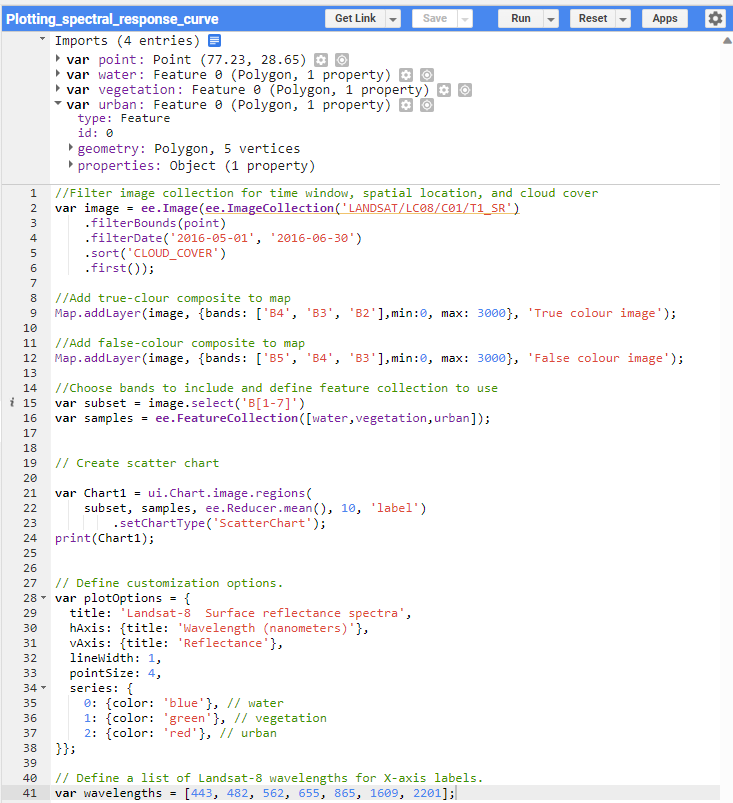 Plotting_spectral_response_curve Get Link Save Run Reset Apps
Imports (4 entries)
var point: Point (77.23, 28.65)
var water: Feature 0 (Polygon, 1 property)
var vegetation: Feature 0 (Polygon, 1 property)
var urban: Feature 0 (Polygon, 1 property)
type: Feature
id: 0
geometry: Polygon, 5 vertices
properties: Object (1 property)
1 //Filter image collection for time window, spatial location, and cloud cover
2 var image = ee.Image(ee.ImageCollection('LANDSAT/LC08/C01/T1_SR')
3     .filterBounds(point)
4     .filterDate('2016-05-01', '2016-06-30')
5     .sort('CLOUD_COVER')
6     .first());
7
8 //Add true-clour composite to map
9 Map.addLayer(image, {bands: ['B4', 'B3', 'B2'],min:0, max: 3000}, 'True colour image');
10
11 //Add false-colour composite to map
12 Map.addLayer(image, {bands: ['B5', 'B4', 'B3'],min:0, max: 3000}, 'False colour image');
13
14 //Choose bands to include and define feature collection to use
i 15 var subset = image.select('B[1-7]')
16 var samples = ee.FeatureCollection([water,vegetation,urban]);
17
18
19 // Create scatter chart
20
21 var Chart1 = ui.Chart.image.regions(
22     subset, samples, ee.Reducer.mean(), 10, 'label')
23         .setChartType('ScatterChart');
24 print(Chart1);
25
26
27 // Define customization options.
28 var plotOptions = {
29   title: 'Landsat-8  Surface reflectance spectra',
30   hAxis: {title: 'Wavelength (nanometers)'},
31   vAxis: {title: 'Reflectance'},
32   lineWidth: 1,
33   pointSize: 4,
34   series: {
35     0: {color: 'blue'}, // water
36     1: {color: 'green'}, // vegetation
37     2: {color: 'red'}, // urban
38 }};
39
40 // Define a list of Landsat-8 wavelengths for X-axis labels.
41 var wavelengths = [443, 482, 562, 655, 865, 1609, 2201];